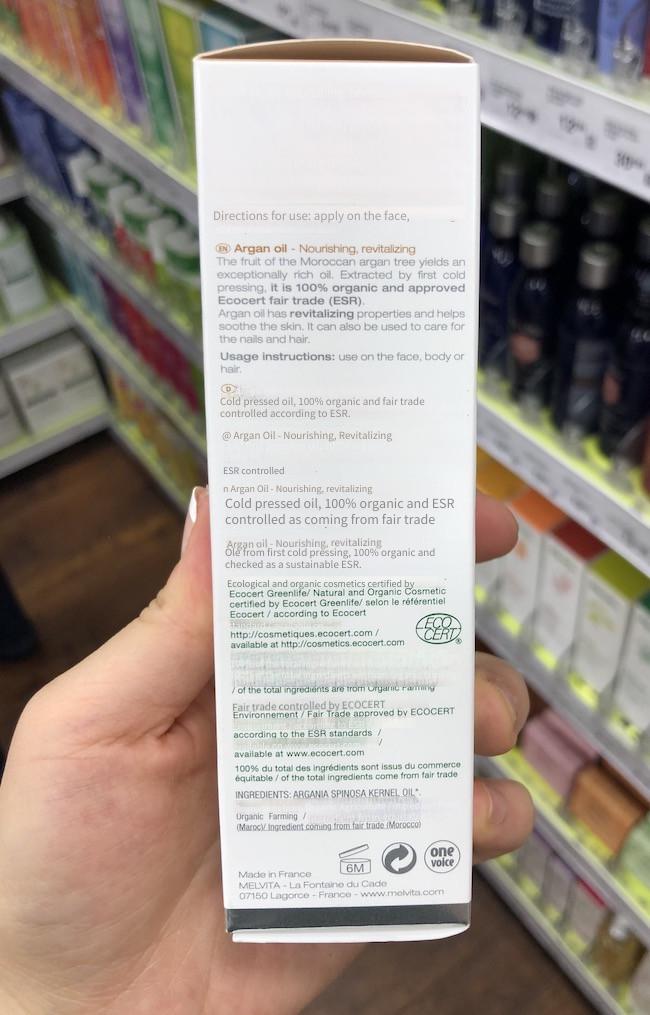 Directions for use: apply on the face,
EN Argan oil - Nourishing, revitalizing
The fruit of the Moroccan argan tree yields an
exceptionally rich oil. Extracted by first cold
pressing, it is 100% organic and approved
Ecocert fair trade (ESR).
Argan oil has revitalizing properties and helps
soothe the skin. It can also be used to care for
the nails and hair.
Usage instructions: use on the face, body or
hair.
D
Cold pressed oil, 100% organic and fair trade
controlled according to ESR.
@ Argan Oil - Nourishing, Revitalizing
ESR controlled
n Argan Oil - Nourishing, revitalizing
Cold pressed oil, 100% organic and ESR
controlled as coming from fair trade
Argan oil - Nourishing, revitalizing
Ole from first cold pressing, 100% organic and
checked as a sustainable ESR.
Ecological and organic cosmetics certified by
Ecocert Greenlife/ Natural and Organic Cosmetic
certified by Ecocert Greenlife/ selon le référentiel
Ecocert / according to Ecocert
http://cosmetiques.ecocert.com /
available at http://cosmetics.ecocert.com
ECO
CERT®
/ of the total ingredients are from Organic Farming
Fair trade controlled by ECOCERT
Environnement / Fair Trade approved by ECOCERT
according to the ESR standards /
/
available at www.ecocert.com
100% du total des ingrédients sont issus du commerce
équitable / of the total ingredients come from fair trade
INGREDIENTS: ARGANIA SPINOSA KERNEL OIL*.
Organic Farming /
(Maroc)/ Ingredient coming from fair trade (Morocco)
6M
one
voice
Made in France
MELVITA - La Fontaine du Cade
07150 Lagorce - France - www.melvita.com